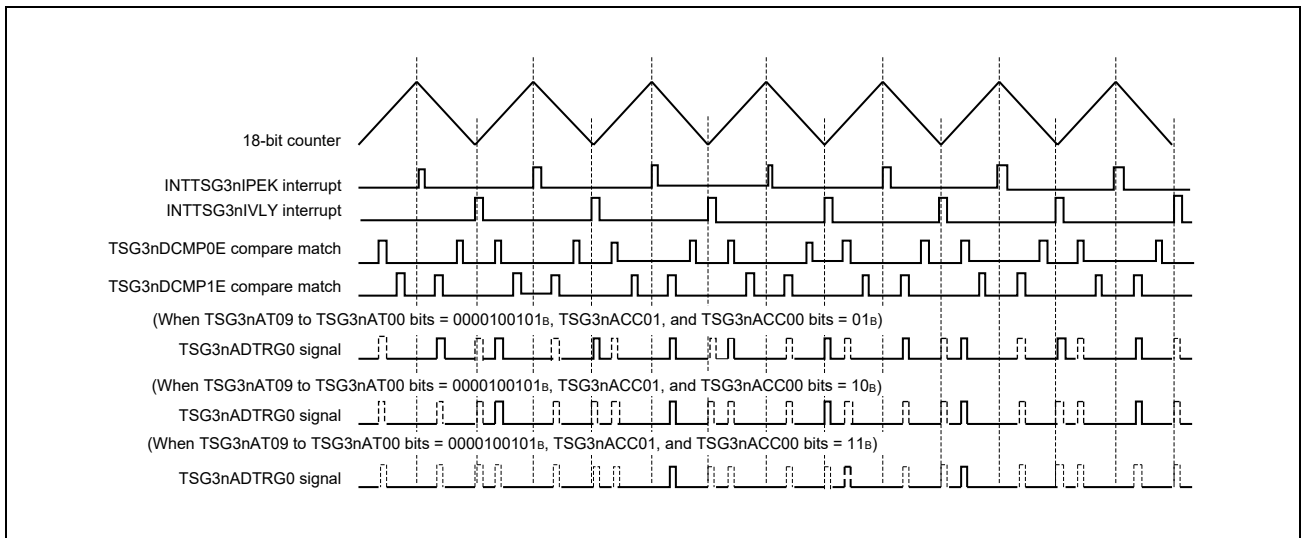 18-bit counter
INTTSG3nIPEK interrupt
INTTSG3nIVLY interrupt
TSG3nDCMP0E compare match
TSG3nDCMP1E compare match
(When TSG3nAT09 to TSG3nAT00 bits = 0000100101B, TSG3nACC01, and TSG3nACC00 bits = 01B)
TSG3nADTRG0 signal
(When TSG3nAT09 to TSG3nAT00 bits = 0000100101B, TSG3nACC01, and TSG3nACC00 bits = 10B)
TSG3nADTRG0 signal
(When TSG3nAT09 to TSG3nAT00 bits = 0000100101B, TSG3nACC01, and TSG3nACC00 bits = 11B)
TSG3nADTRG0 signal